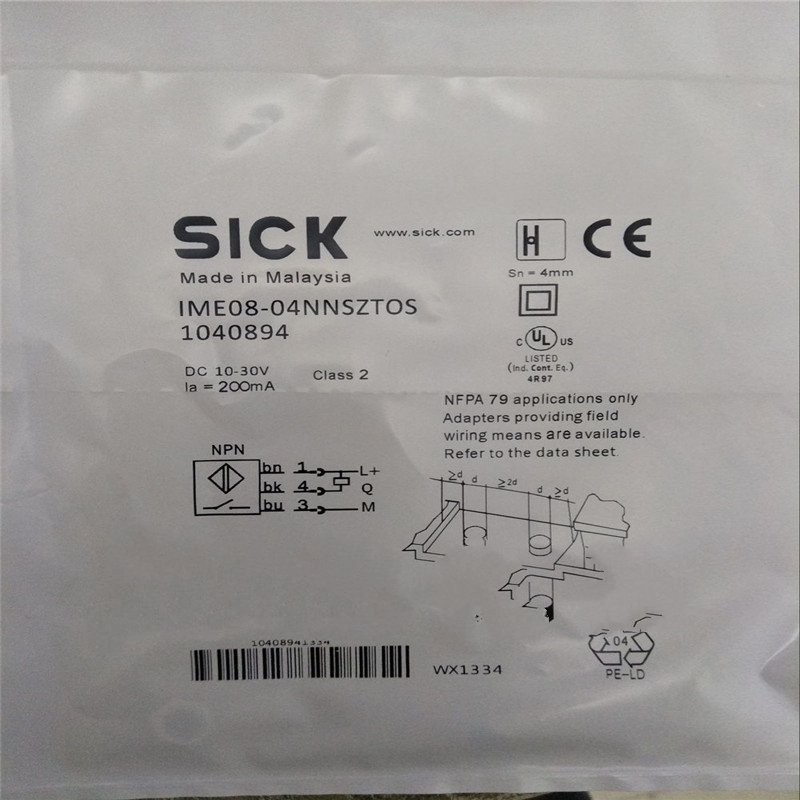 SICK
www.sick.com
H
CE
Made in Malaysia
Sn = 4mm
IME08-04NNSZTOS
1040894
C UL US
LISTED
(Ind. Cont. Eq.)
4R97
DC 10-30V
Ia = 200mA
Class 2
NFPA 79 applications only
Adapters providing field
wiring means are available.
Refer to the data sheet.
NPN
bn 1 L+
bk 4 Q
bu 3 M
≥d d ≥2d d ≥d
10408941334
WX1334
04
PE-LD